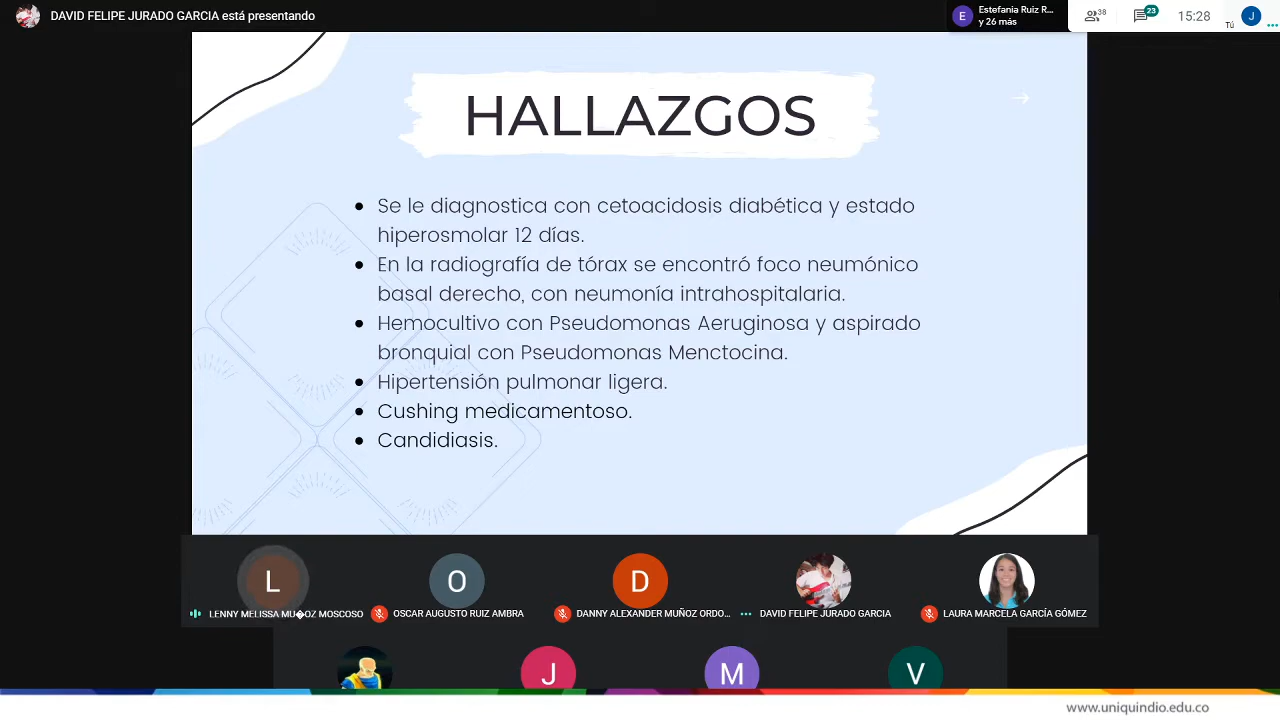 DAVID FELIPE JURADO GARCIA está presentando
Estefania Ruiz R...
y 26 más
38
23
15:28
Tú
J
E
HALLAZGOS
Se le diagnostica con cetoacidosis diabética y estado
hiperosmolar 12 días.
En la radiografía de tórax se encontró foco neumónico
basal derecho, con neumonía intrahospitalaria.
Hemocultivo con Pseudomonas Aeruginosa y aspirado
bronquial con Pseudomonas Menctocina.
Hipertensión pulmonar ligera.
Cushing medicamentoso.
Candidiasis.
L
O
D
LENNY MELISSA MU�OZ MOSCOSO
OSCAR AUGUSTO RUIZ AMBRA
DANNY ALEXANDER MUÑOZ ORDO...
DAVID FELIPE JURADO GARCIA
LAURA MARCELA GARCÍA GÓMEZ
J
M
V
www.uniquindio.edu.co